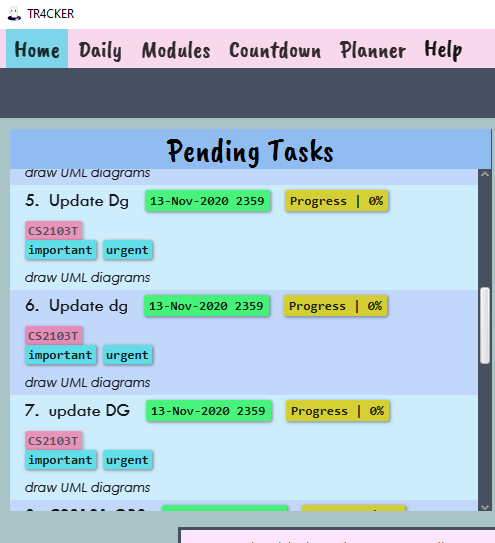 TR4CKER
Home Daily Modules Countdown Planner Help
Pending Tasks
draw UML diagrams
5. Update Dg 13-Nov-2020 2359 Progress | 0%
CS2103T
important urgent
draw UML diagrams
6. Update dg 13-Nov-2020 2359 Progress | 0%
CS2103T
important urgent
draw UML diagrams
7. update DG 13-Nov-2020 2359 Progress | 0%
CS2103T
important urgent
draw UML diagrams